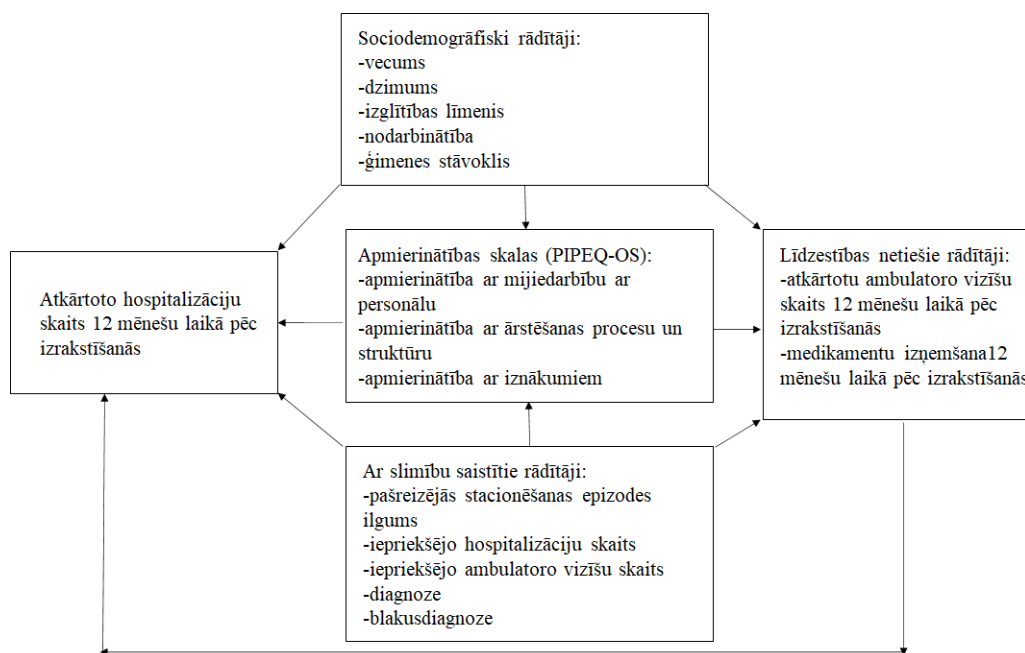 Sociodemogrāfiski rādītāji:
-vecums
-dzimums
-izglītības līmenis
-nodarbinātība
-ģimenes stāvoklis
Atkārtoto hospitalizāciju
skaits 12 mēnešu laikā pēc
izrakstīšanās
Apmierinātības skalas (PIPEQ-OS):
-apmierinātība ar mijiedarbību ar
personālu
-apmierinātība ar ārstēšanas procesu un
struktūru
-apmierinātība ar iznākumiem
Līdzestības netiešie rādītāji:
-atkārtotu ambulatoro vizīšu
skaits 12 mēnešu laikā pēc
izrakstīšanās
-medikamentu izņemšana12
mēnešu laikā pēc izrakstīšanās
Ar slimību saistītie rādītāji:
-pašreizējās stacionēšanas epizodes
ilgums
-iepriekšējo hospitalizāciju skaits
-iepriekšējo ambulatoro vizīšu skaits
-diagnoze
-blakusdiagnoze